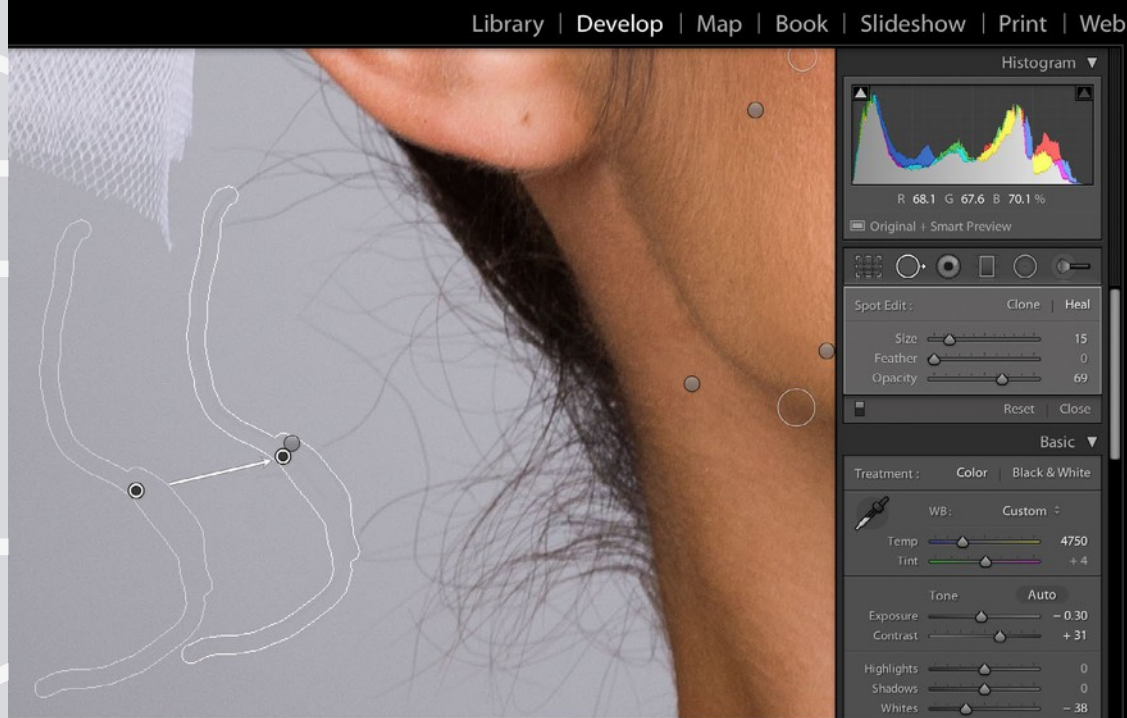 Library | Develop | Map | Book | Slideshow | Print | Web
Histogram
R 68.1 G 67.6 B 70.1 %
Original + Smart Preview
Spot Edit : Clone | Heal
Size 15
Feather 0
Opacity 69
Reset | Close
Basic
Treatment : Color | Black & White
WB : Custom
Temp 4750
Tint + 4
Tone Auto
Exposure − 0.30
Contrast + 31
Highlights 0
Shadows 0
Whites − 38